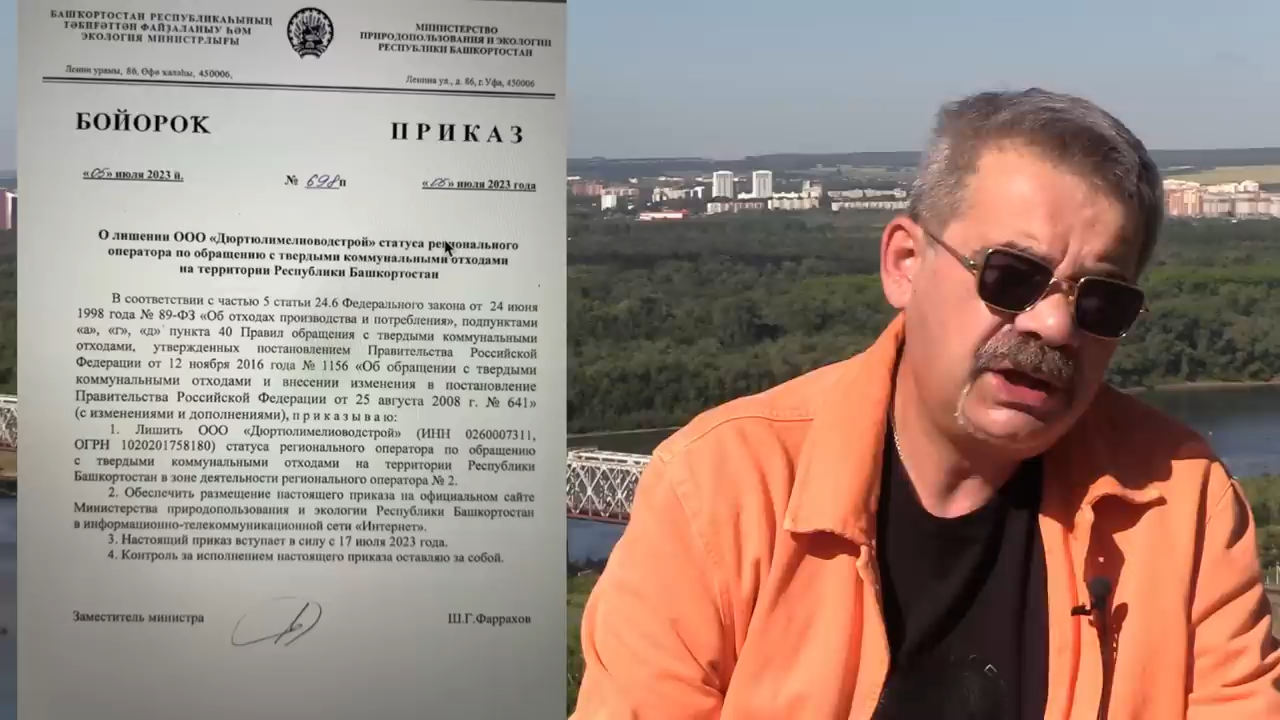 БАШҠОРТОСТАН РЕСПУБЛИКАҺЫНЫҢ
ТӘБИҒӘТТӘН ФАЙҘАЛАНЫУ ҺӘМ
ЭКОЛОГИЯ МИНИСТРЛЫҒЫ
Ленин урамы, 86, Өфө ҡалаһы, 450006,
МИНИСТЕРСТВО
ПРИРОДОПОЛЬЗОВАНИЯ И ЭКОЛОГИИ
РЕСПУБЛИКИ БАШКОРТОСТАН
Ленина ул., д. 86, г. Уфа, 450006
БОЙОРОҠ
ПРИКАЗ
«05» июля 2023 й.
№ 698п
«05» июля 2023 года
О лишении ООО «Дюртюлимелиоводстрой» статуса регионального
оператора по обращению с твердыми коммунальными отходами
на территории Республики Башкортостан
В соответствии с частью 5 статьи 24.6 Федерального закона от 24 июня
1998 года № 89-ФЗ «Об отходах производства и потребления», подпунктами
«а», «г», «д» пункта 40 Правил обращения с твердыми коммунальными
отходами, утвержденных постановлением Правительства Российской
Федерации от 12 ноября 2016 года № 1156 «Об обращении с твердыми
коммунальными отходами и внесении изменения в постановление
Правительства Российской Федерации от 25 августа 2008 г. № 641»
(с изменениями и дополнениями), п р и к а з ы в а ю:
1. Лишить ООО «Дюртюлимелиоводстрой» (ИНН 0260007311,
ОГРН 1020201758180) статуса регионального оператора по обращению
с твердыми коммунальными отходами на территории Республики
Башкортостан в зоне деятельности регионального оператора № 2.
2. Обеспечить размещение настоящего приказа на официальном сайте
Министерства природопользования и экологии Республики Башкортостан
в информационно-телекоммуникационной сети «Интернет».
3. Настоящий приказ вступает в силу с 17 июля 2023 года.
4. Контроль за исполнением настоящего приказа оставляю за собой.
Заместитель министра
Ш.Г.Фаррахов